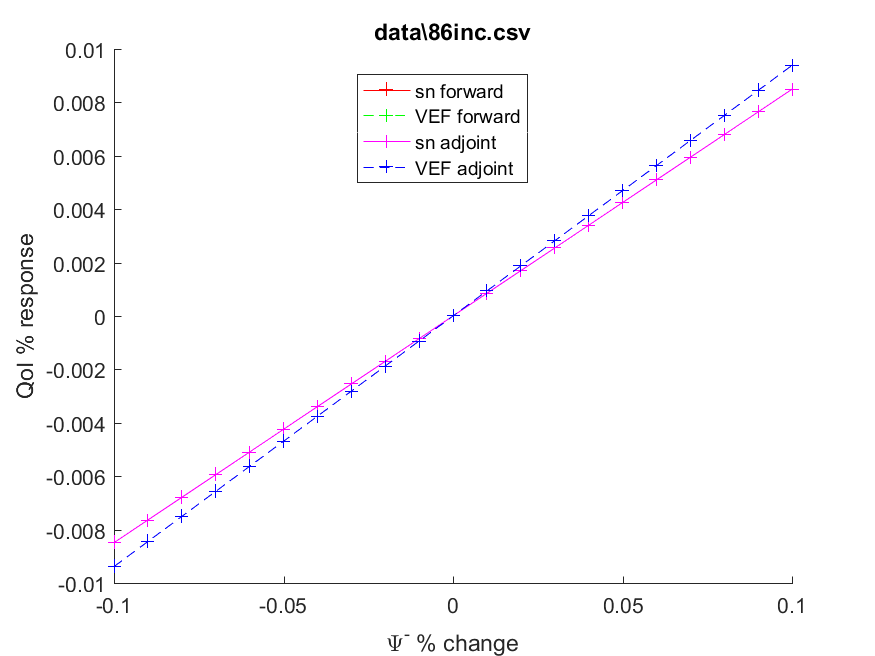 data\86inc.csv
0.01
0.008
0.006
0.004
0.002
0
-0.002
-0.004
-0.006
-0.008
-0.01
QoI % response
sn forward
VEF forward
sn adjoint
VEF adjoint
-0.1
-0.05
0
0.05
0.1
Ψ- % change